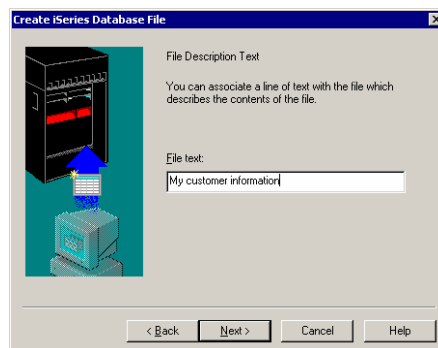 Create iSeries Database File
File Description Text
You can associate a line of text with the file which
describes the contents of the file.
File text:
My customer information
< Back
Next >
Cancel
Help